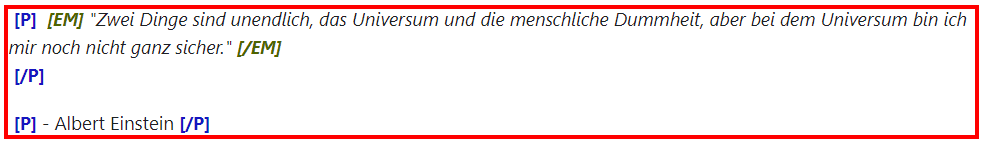 [P] [EM] "Zwei Dinge sind unendlich, das Universum und die menschliche Dummheit, aber bei dem Universum bin ich
mir noch nicht ganz sicher." [/EM]
[/P]
[P] - Albert Einstein [/P]